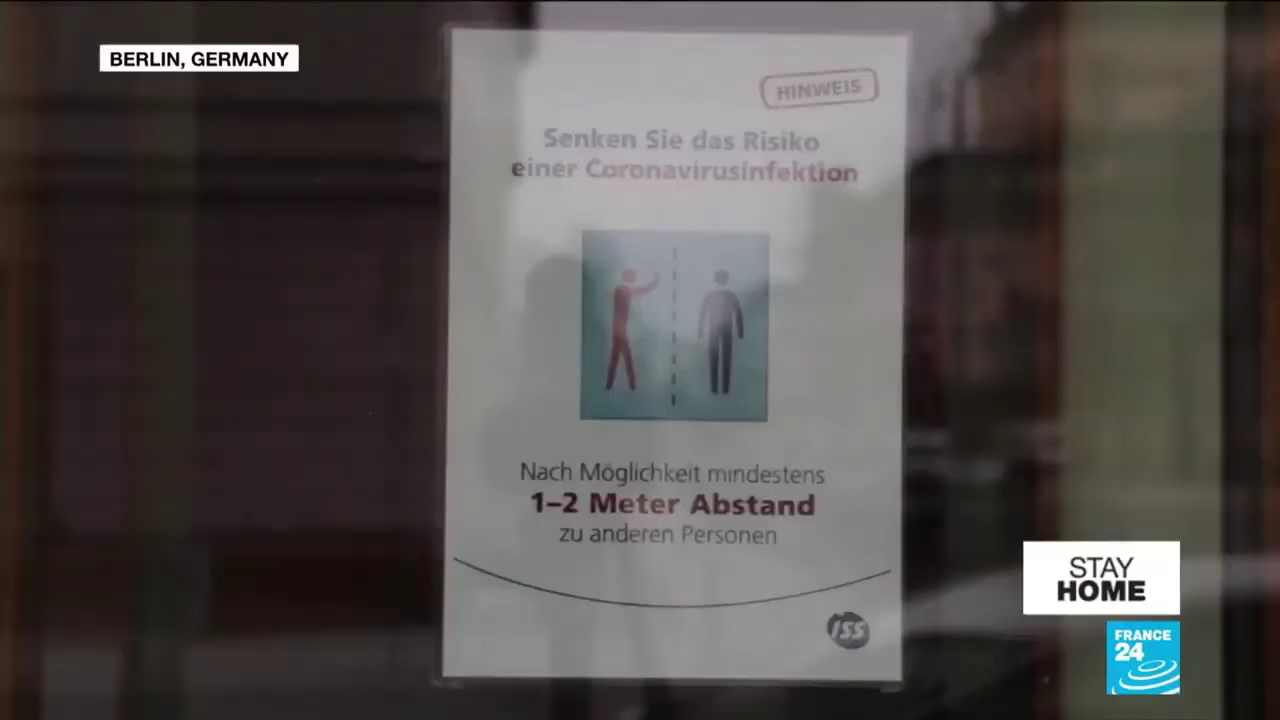 BERLIN, GERMANY
HINWEIS
Senken Sie das Risiko
einer Coronavirusinfektion
Nach Möglichkeit mindestens
1–2 Meter Abstand
zu anderen Personen
ISS
STAY
HOME
FRANCE
24